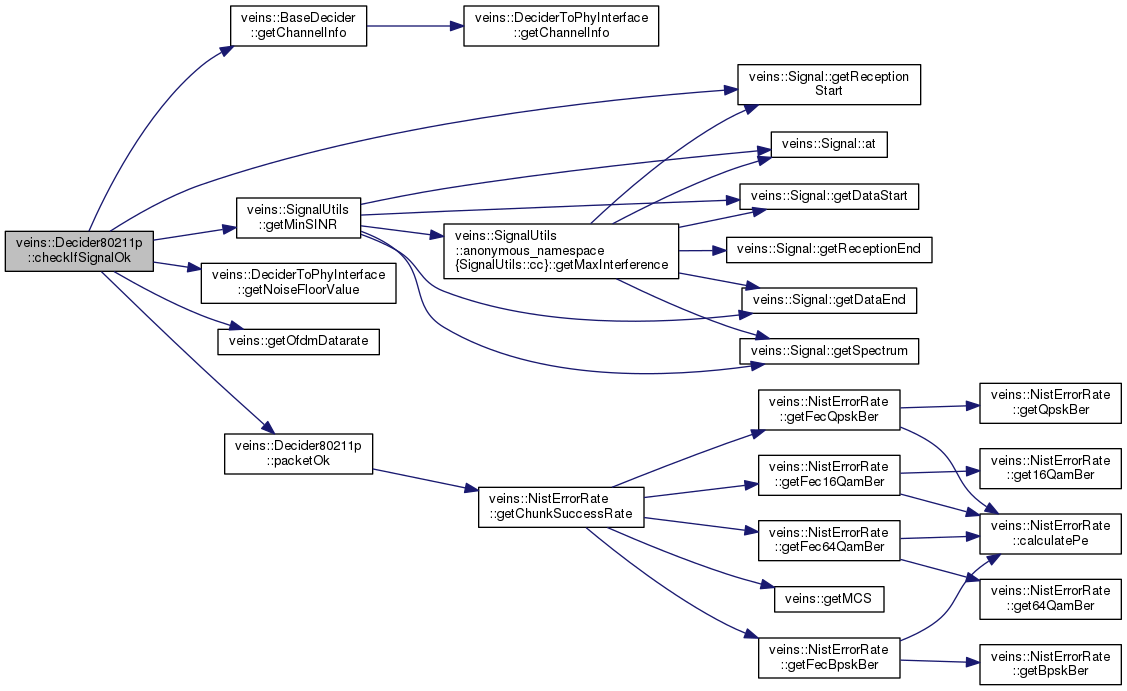 veins::BaseDecider
::getChannelInfo
veins::DeciderToPhyInterface
::getChannelInfo
veins::Signal::getReception
Start
veins::Signal::at
veins::SignalUtils
::getMinSINR
veins::Signal::getDataStart
veins::Decider80211p
::checkIfSignalOk
veins::SignalUtils
::anonymous_namespace
{SignalUtils::cc}::getMaxInterference
veins::Signal::getReceptionEnd
veins::DeciderToPhyInterface
::getNoiseFloorValue
veins::Signal::getDataEnd
veins::getOfdmDatarate
veins::Signal::getSpectrum
veins::NistErrorRate
::getFecQpskBer
veins::NistErrorRate
::getQpskBer
veins::Decider80211p
::packetOk
veins::NistErrorRate
::getFec16QamBer
veins::NistErrorRate
::get16QamBer
veins::NistErrorRate
::getChunkSuccessRate
veins::NistErrorRate
::getFec64QamBer
veins::NistErrorRate
::calculatePe
veins::getMCS
veins::NistErrorRate
::get64QamBer
veins::NistErrorRate
::getFecBpskBer
veins::NistErrorRate
::getBpskBer